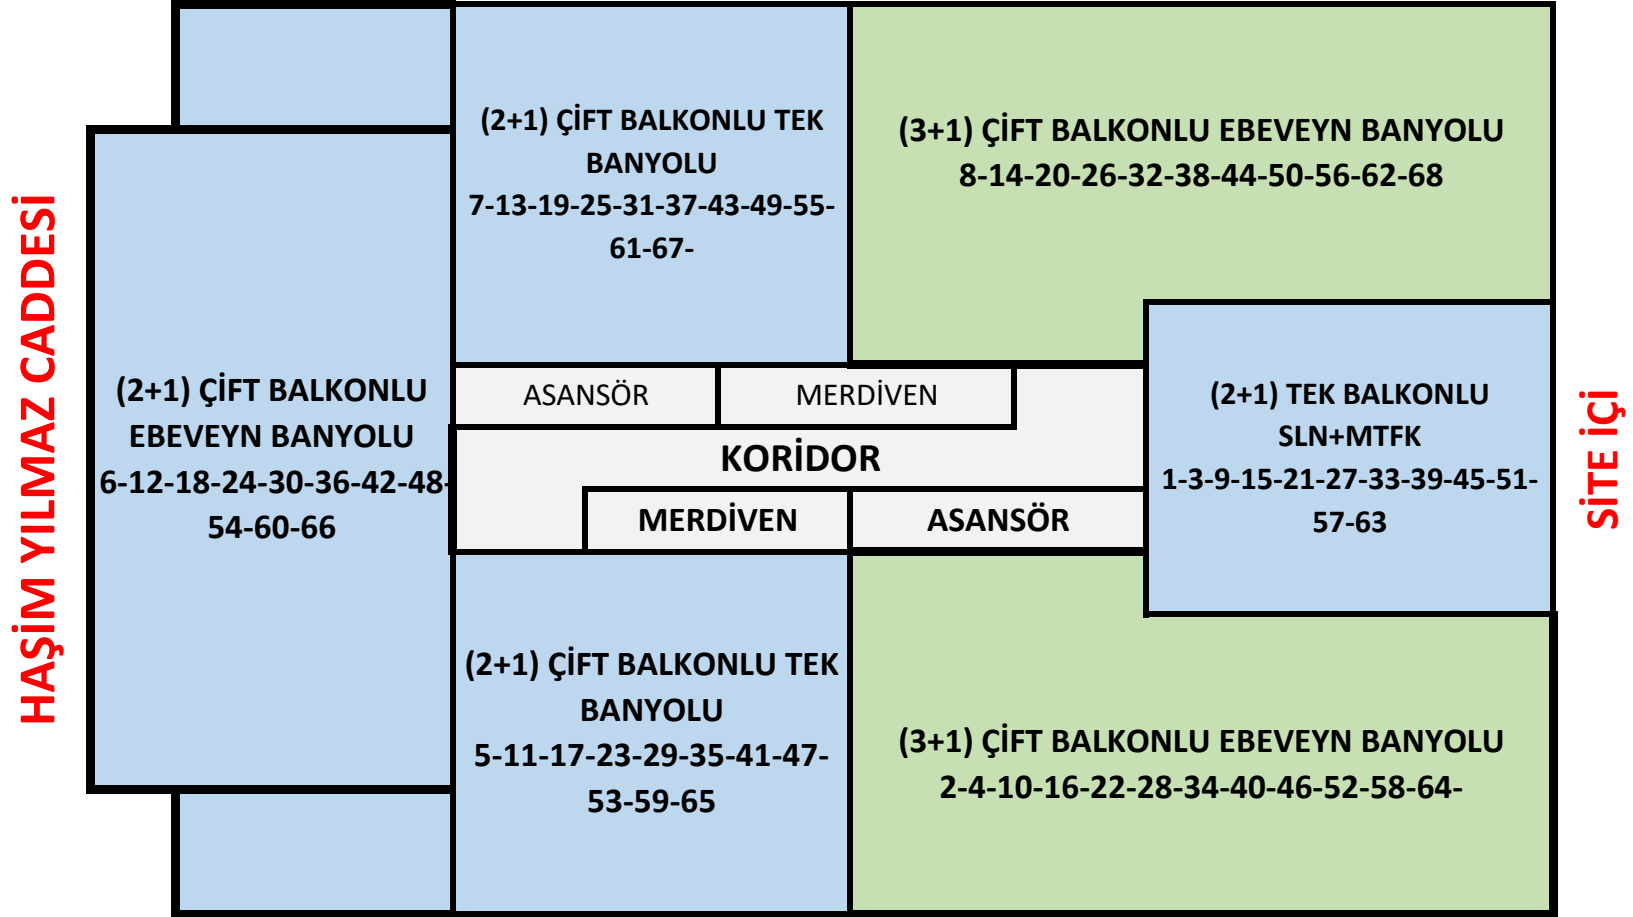 HAŞİM YILMAZ CADDESİ
(2+1) ÇİFT BALKONLU TEK
BANYOLU
7-13-19-25-31-37-43-49-55-
61-67-
(3+1) ÇİFT BALKONLU EBEVEYN BANYOLU
8-14-20-26-32-38-44-50-56-62-68
(2+1) ÇİFT BALKONLU
EBEVEYN BANYOLU
6-12-18-24-30-36-42-48-
54-60-66
ASANSÖR
MERDİVEN
KORİDOR
MERDİVEN
ASANSÖR
(2+1) TEK BALKONLU
SLN+MTFK
1-3-9-15-21-27-33-39-45-51-
57-63
SİTE İÇİ
(2+1) ÇİFT BALKONLU TEK
BANYOLU
5-11-17-23-29-35-41-47-
53-59-65
(3+1) ÇİFT BALKONLU EBEVEYN BANYOLU
2-4-10-16-22-28-34-40-46-52-58-64-